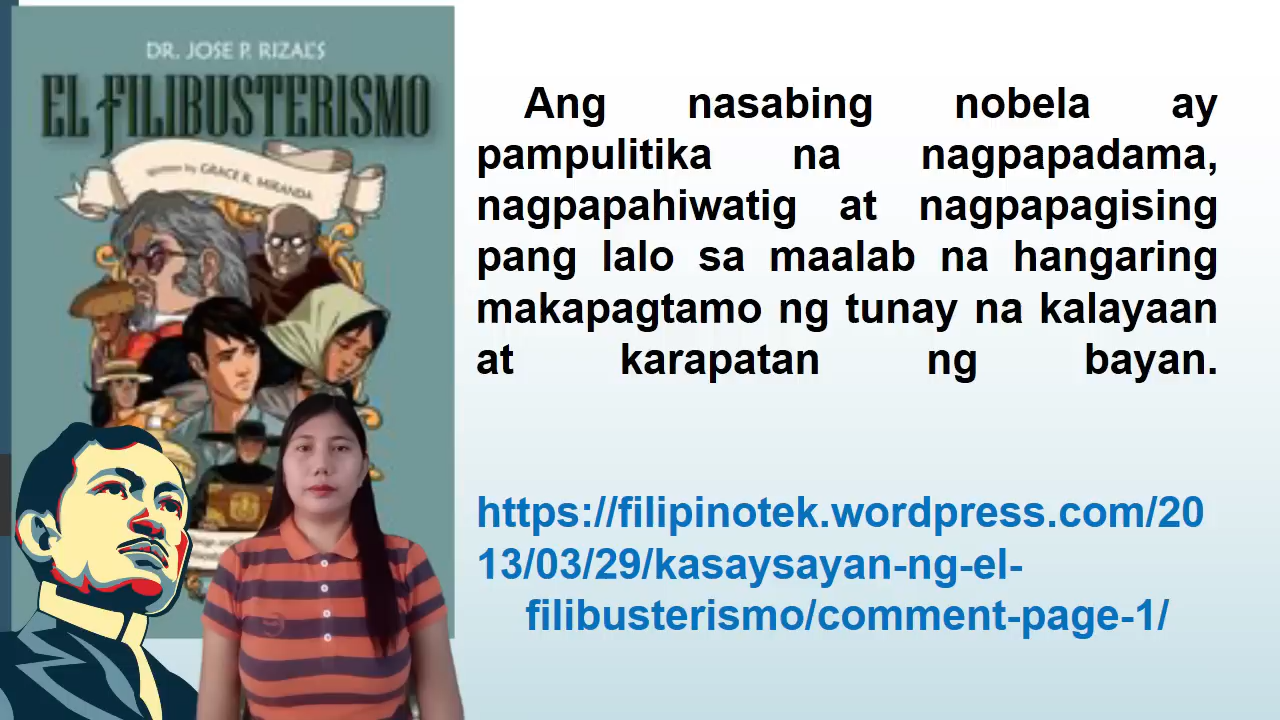 DR. JOSE P. RIZAL'S
EL FILIBUSTERISMO
written by GRACE R. MIRANDA
Ang nasabing nobela ay
pampulitika na nagpapadama,
nagpapahiwatig at nagpapagising
pang lalo sa maalab na hangaring
makapagtamo ng tunay na kalayaan
at karapatan ng bayan.
https://filipinotek.wordpress.com/20
13/03/29/kasaysayan-ng-el-
filibusterismo/comment-page-1/